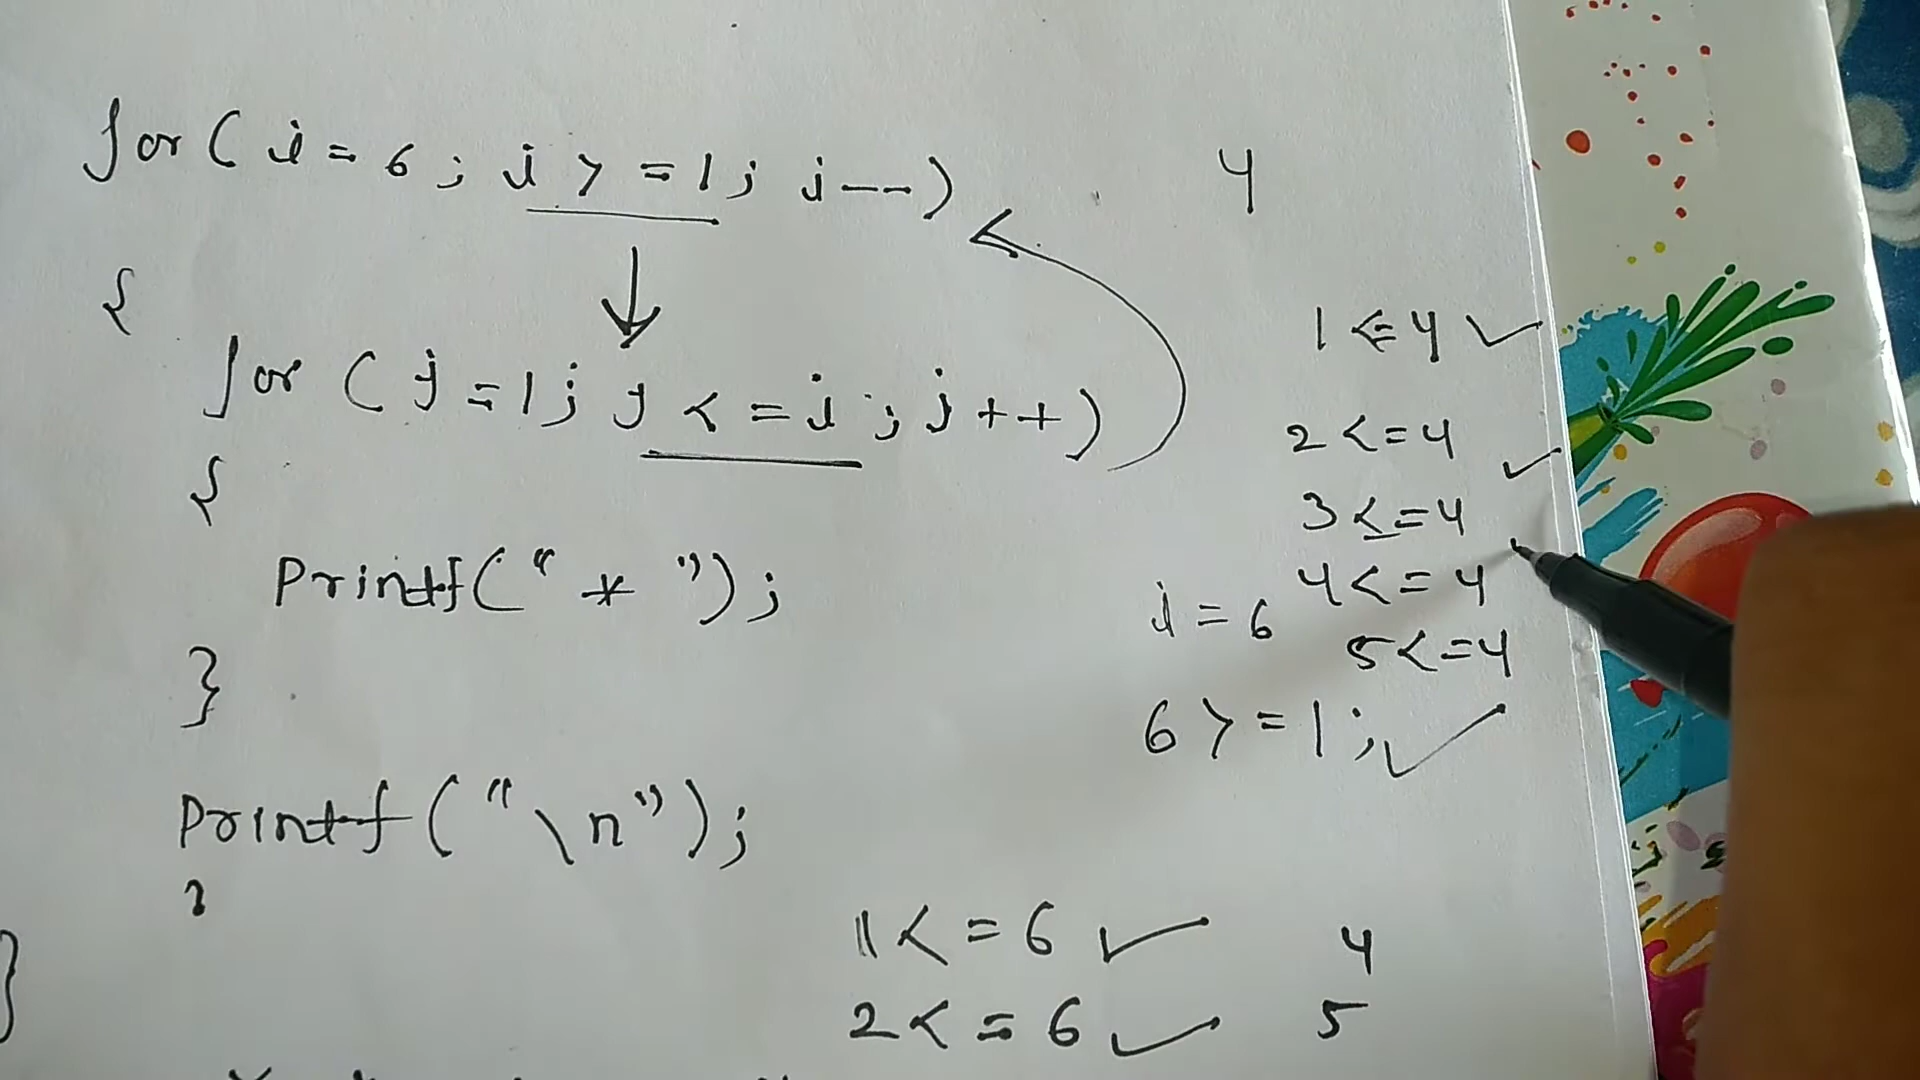 for ( i = 6 ; i > = 1 ; i -- )
4
{
1 <= 4 ✓
for ( j = 1 ; j < = i ; j + + )
2 < = 4 ✓
{
3 < = 4
Printf( " * " ) ;
4 < = 4
i = 6
5 < = 4
}
6 > = 1 ; ✓
Printf ( " \ n " ) ;
}
1 < = 6 ✓ 4
}
2 < = 6 ✓ 5